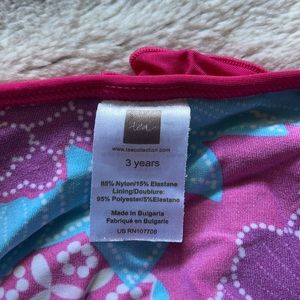 tea
www.teacollection.com
3 years
85% Nylon/15% Elastane
Lining/Doublure:
95% Polyester/5%Elastane
Made in Bulgaria
Fabriqué en Bulgarie
US RN107708